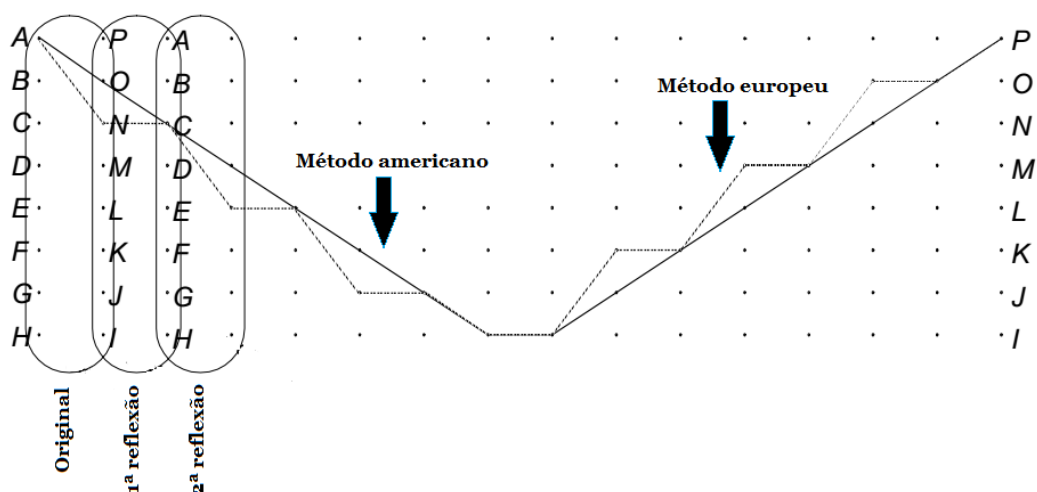 A P A P
B O B O
Método europeu
C N C N
Método americano
D M D M
E L E L
F K F K
G J G J
H I H I
Original
1ª reflexão
2ª reflexão